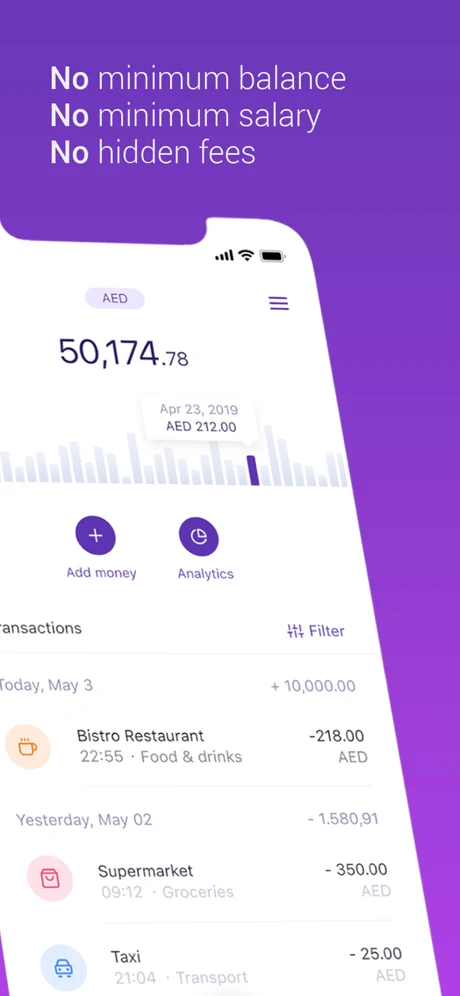 No minimum balance
No minimum salary
No hidden fees
AED
50,174.78
Apr 23, 2019
AED 212.00
Add money
Analytics
ransactions
Filter
Today, May 3
+ 10,000.00
Bistro Restaurant
-218.00
22:55 · Food & drinks
AED
Yesterday, May 02
- 1.580,91
Supermarket
- 350.00
09:12 · Groceries
AED
Taxi
- 25.00
21:04 · Transport
AED